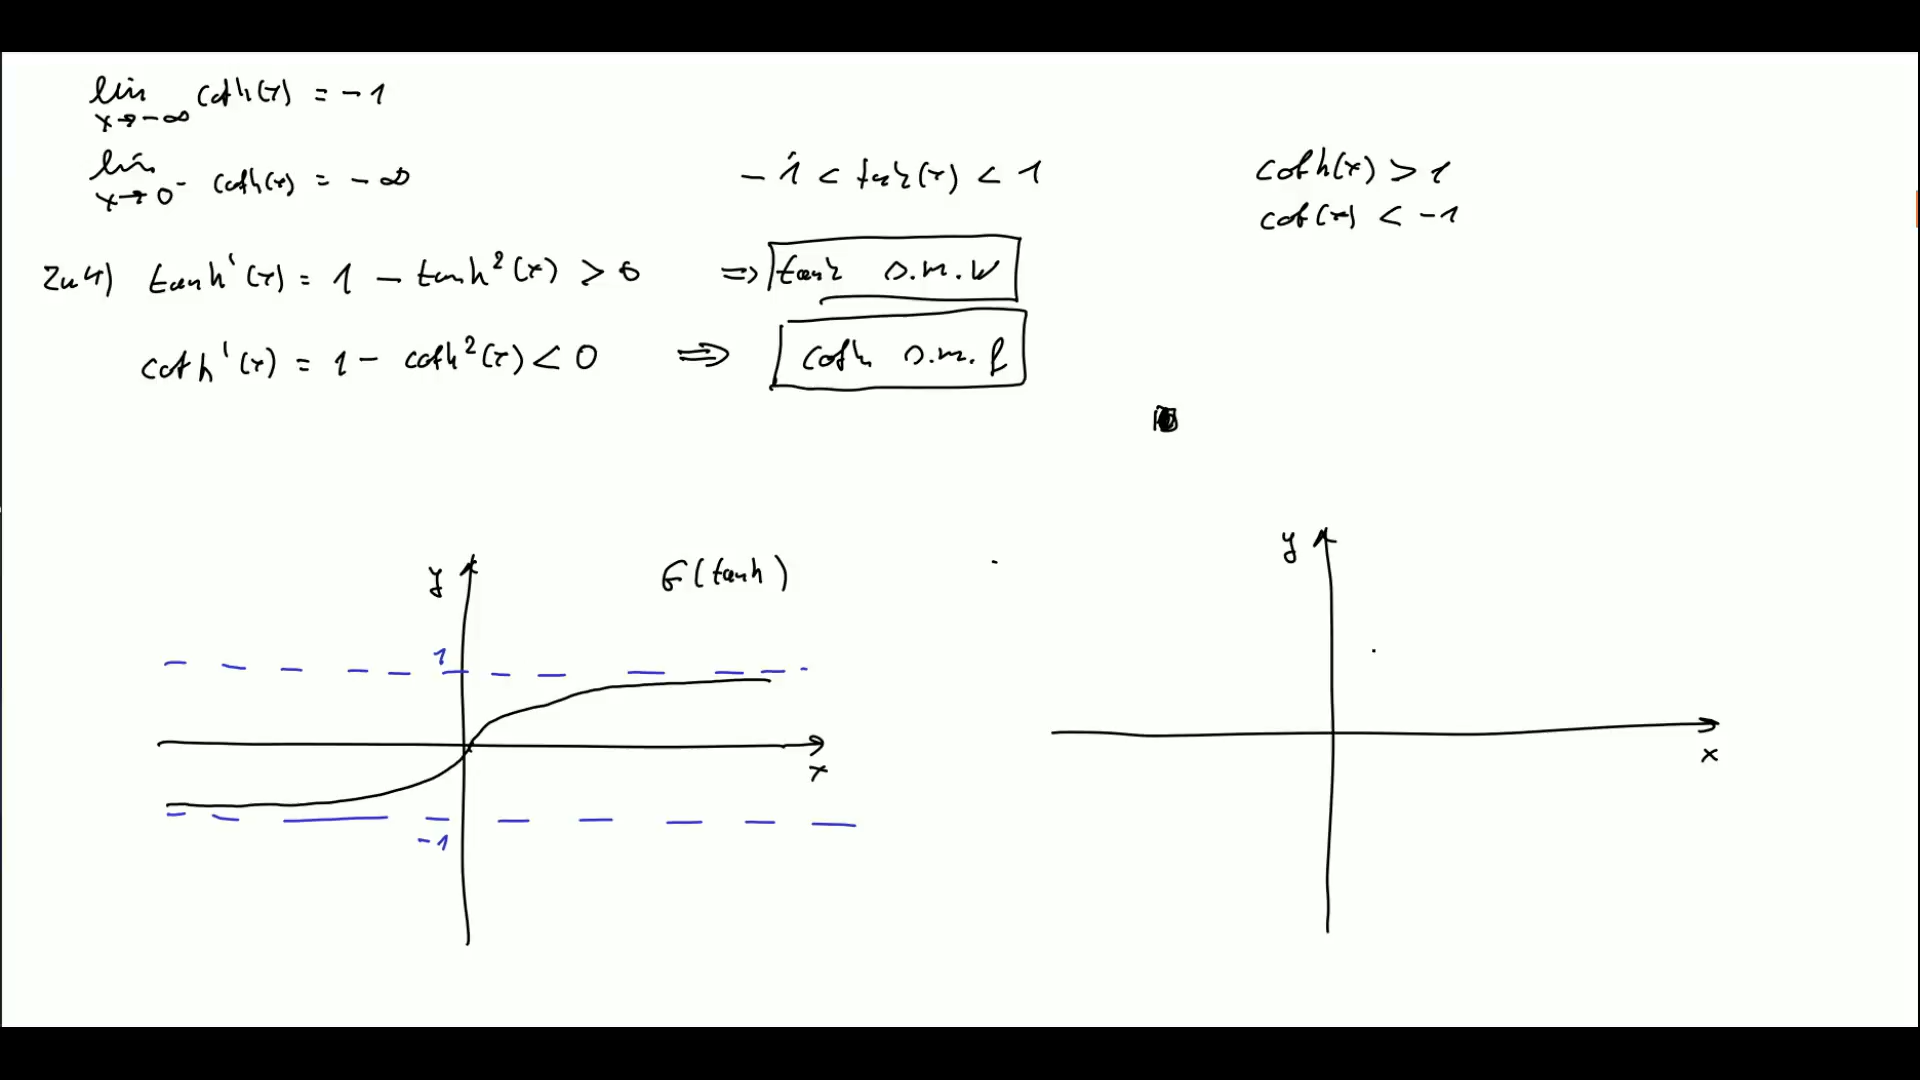 lim x→-∞ coth(x) = -1
lim x→0⁻ coth(x) = -∞
-1 < tanh(x) < 1
coth(x) > 1
cot(x) < -1
Zu 4) tanh'(x) = 1 - tanh²(x) > 0 ⇒ tanh s.m.w
coth'(x) = 1 - coth²(x) < 0 ⇒ coth s.m.f
y
G(tanh)
1
x
-1
y
x